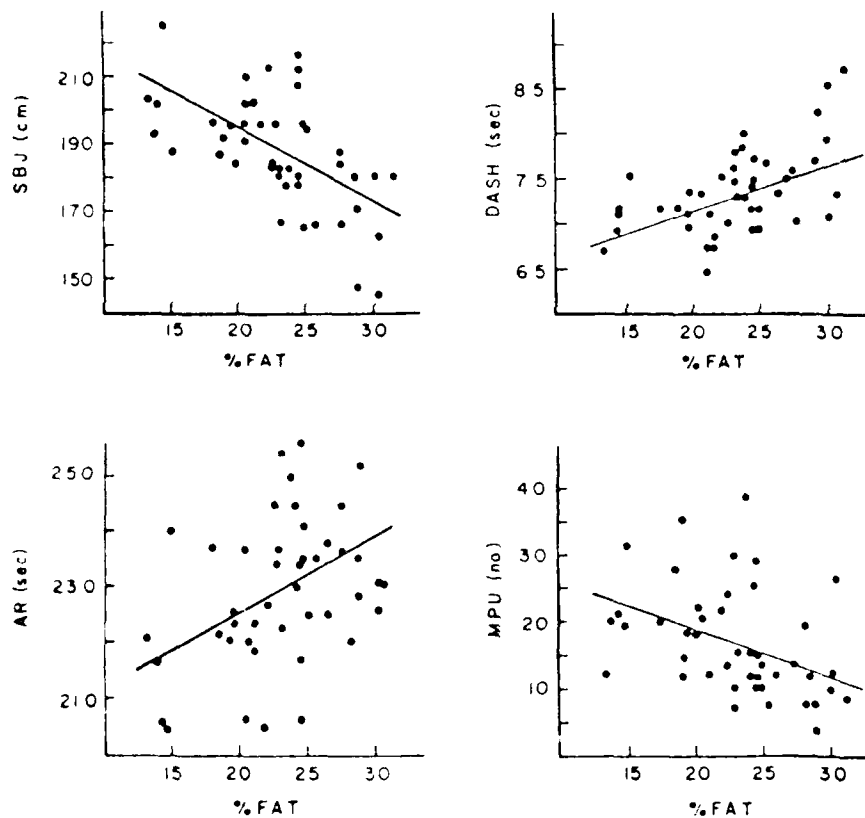 SBJ (cm)
210
190
170
150
15 20 25 30
% FAT
DASH (sec)
8 5
7.5
6 5
15 20 25 30
% FAT
AR (sec)
250
230
210
15 20 25 30
% FAT
MPU (no.)
40
30
20
10
15 20 25 30
% FAT